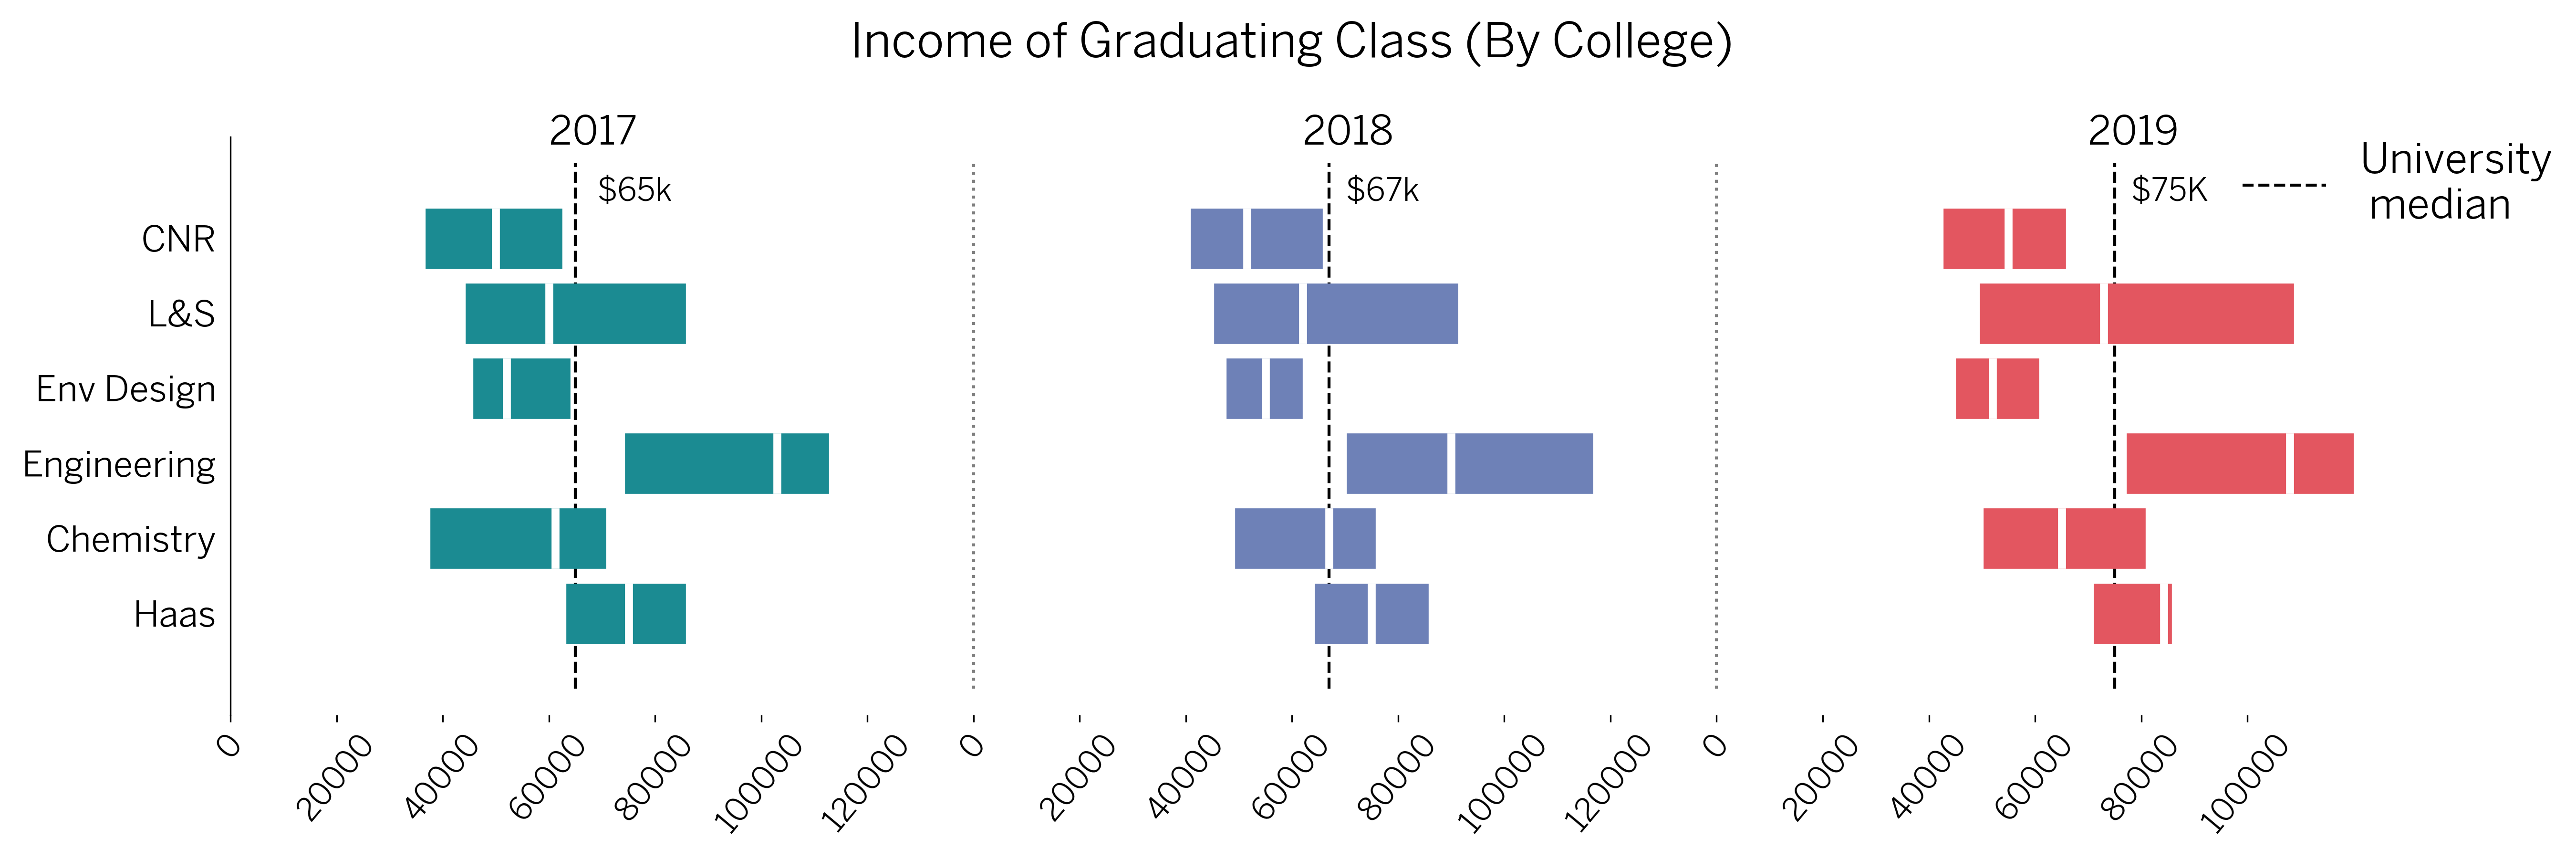 Income of Graduating Class (By College)
2017
2018
2019
$65k
$67k
$75K
University
median
CNR
L&S
Env Design
Engineering
Chemistry
Haas
0
20000
40000
60000
80000
100000
120000
0
20000
40000
60000
80000
100000
120000
0
20000
40000
60000
80000
100000